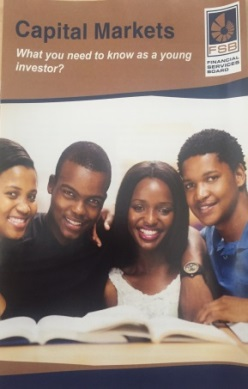 Capital Markets
What you need to know as a young
investor?
FSB
FINANCIAL
SERVICES
BOARD